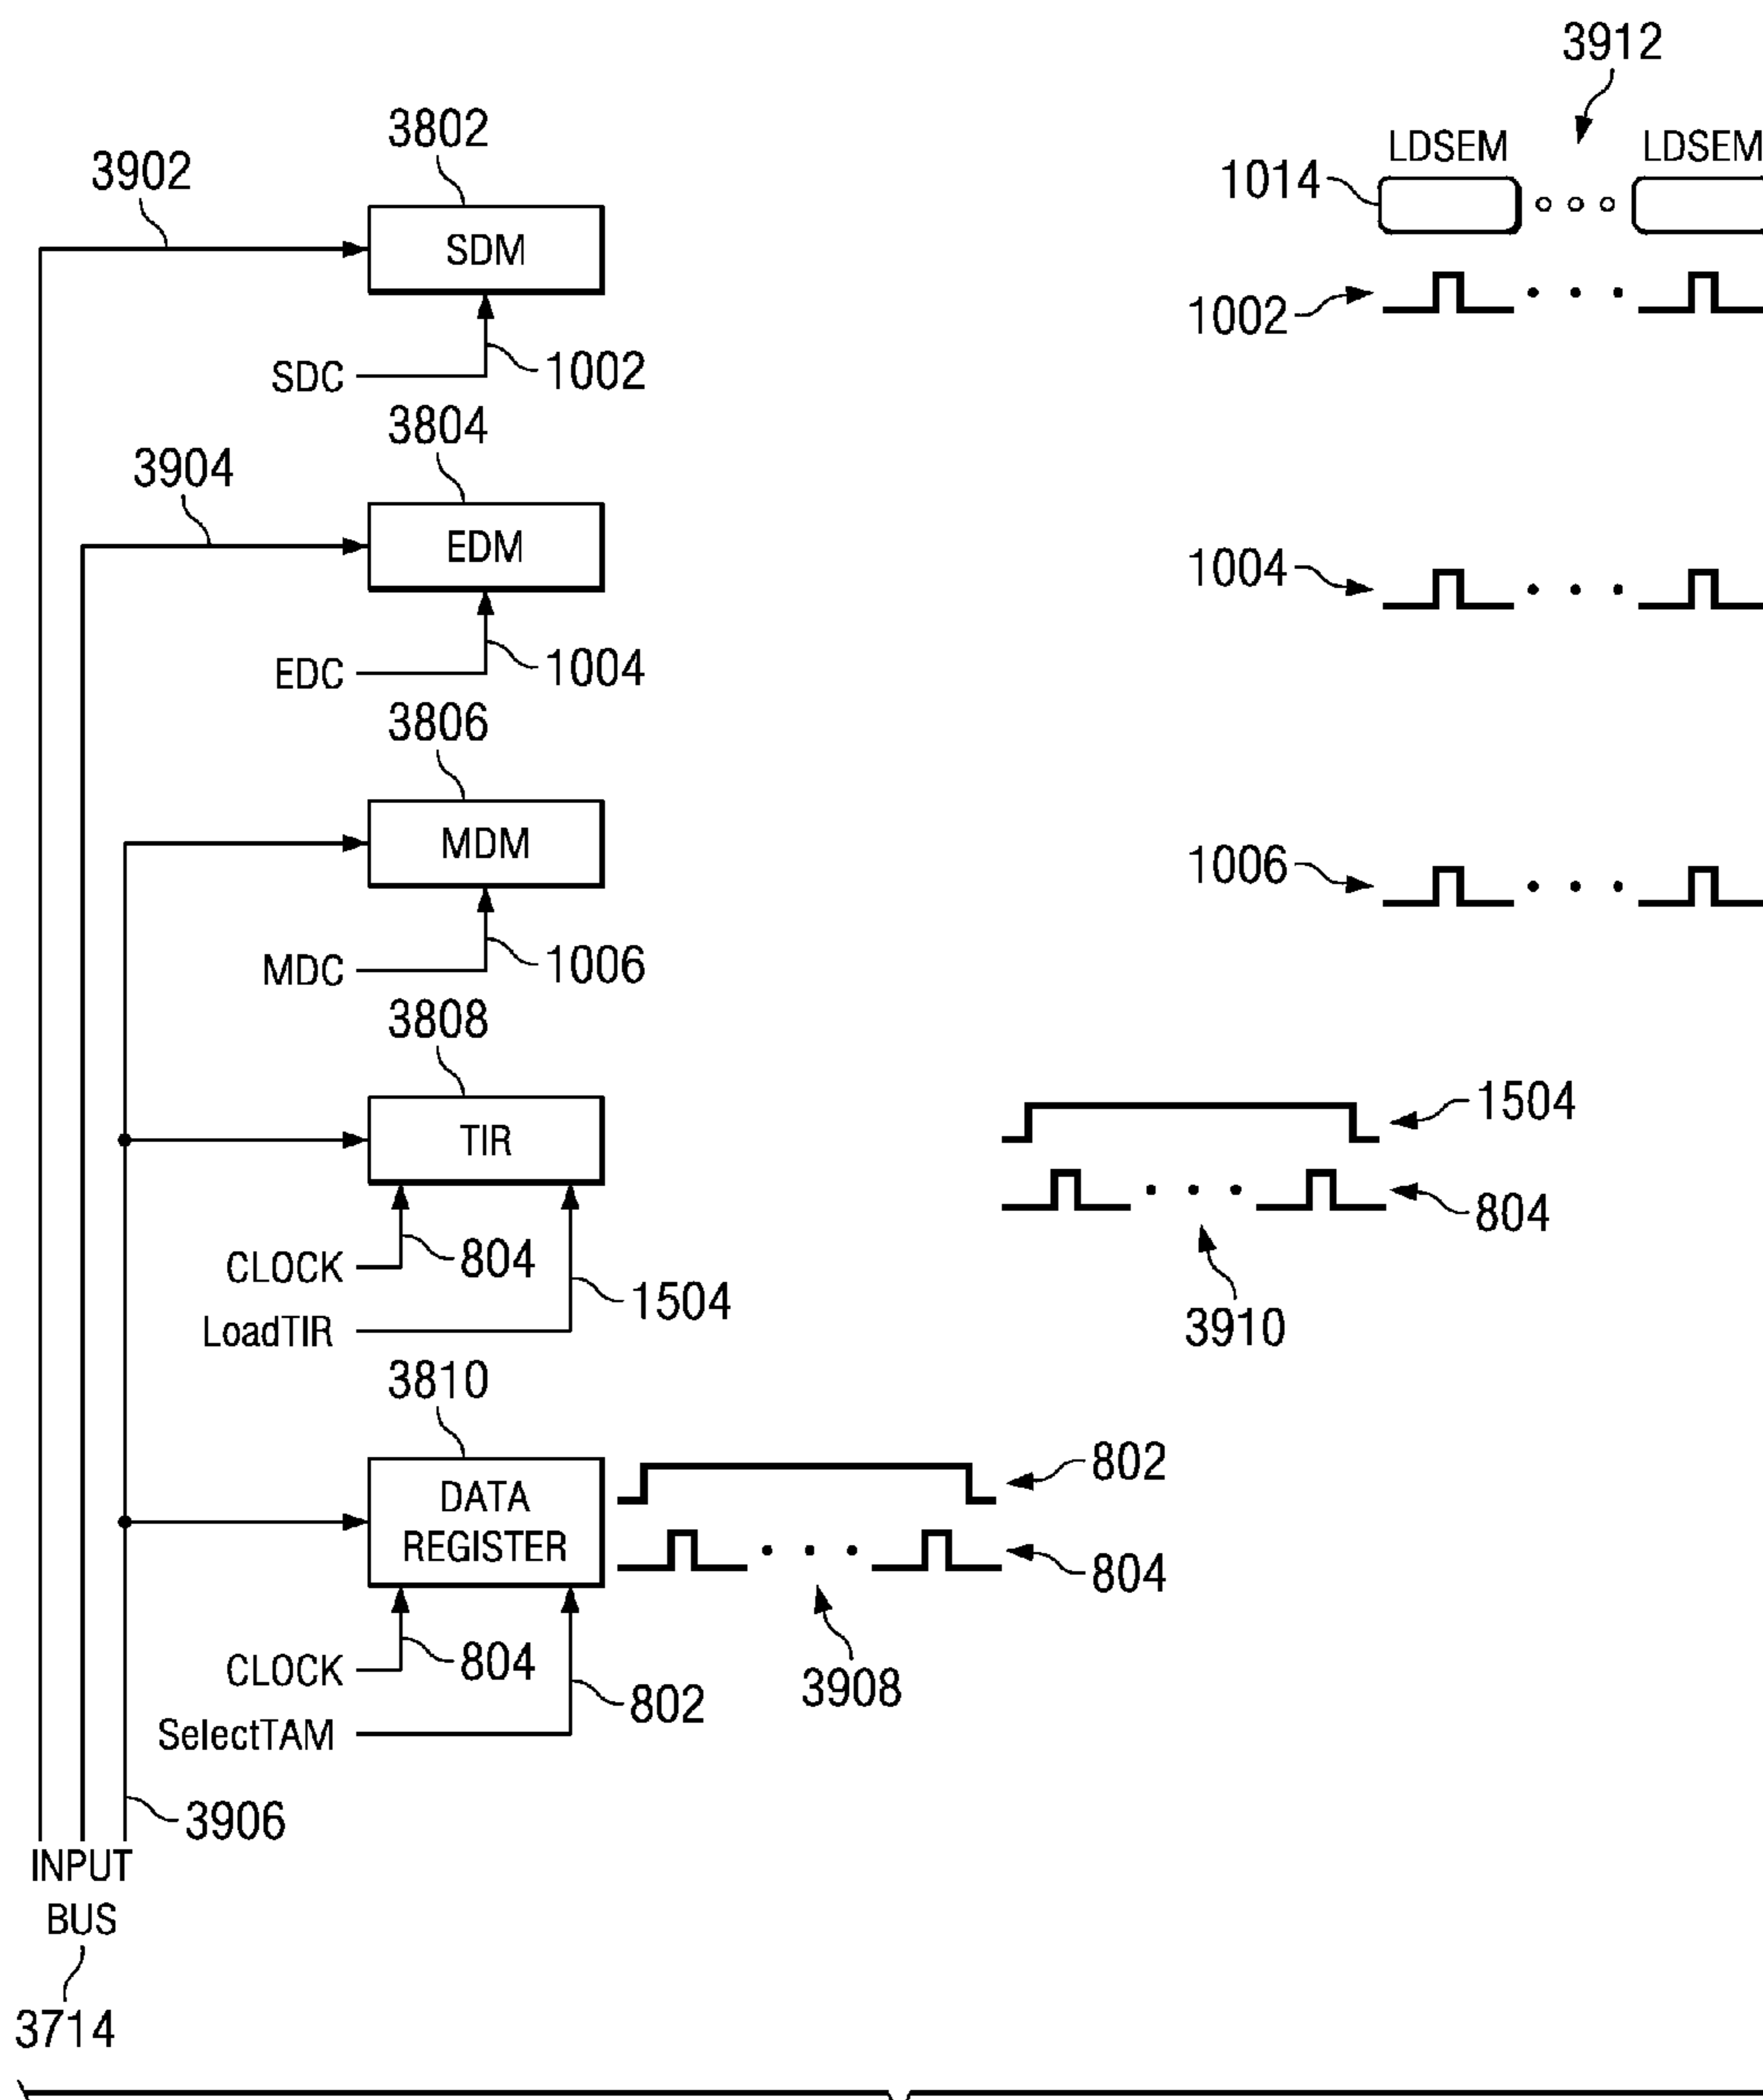 3912
3802
3902
LDSEM LDSEM
1014
SDM
1002
SDC 1002
3804
3904
EDM
1004
EDC 1004
3806
MDM
1006
MDC 1006
3808
1504
TIR
804
CLOCK 804
LoadTIR 1504
3910
3810
802
DATA
REGISTER
804
CLOCK 804
3908
SelectTAM 802
3906
INPUT
BUS
3714